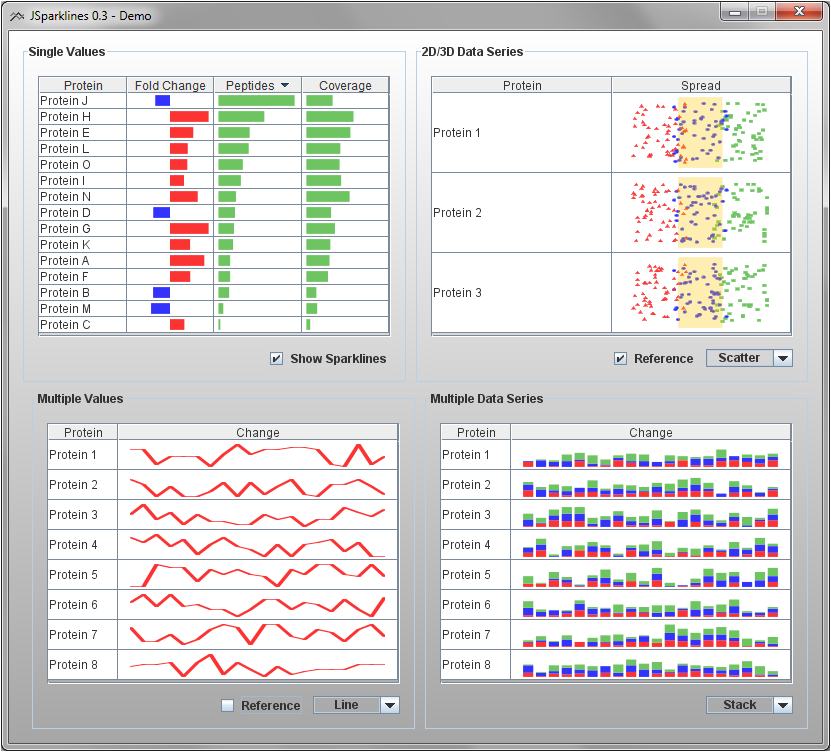 JSparklines 0.3 - Demo
Single Values
Protein Fold Change Peptides Coverage
Protein J
Protein H
Protein E
Protein L
Protein O
Protein I
Protein N
Protein D
Protein G
Protein K
Protein A
Protein F
Protein B
Protein M
Protein C
Show Sparklines
2D/3D Data Series
Protein Spread
Protein 1
Protein 2
Protein 3
Reference Scatter
Multiple Values
Protein Change
Protein 1
Protein 2
Protein 3
Protein 4
Protein 5
Protein 6
Protein 7
Protein 8
Reference Line
Multiple Data Series
Protein Change
Protein 1
Protein 2
Protein 3
Protein 4
Protein 5
Protein 6
Protein 7
Protein 8
Stack